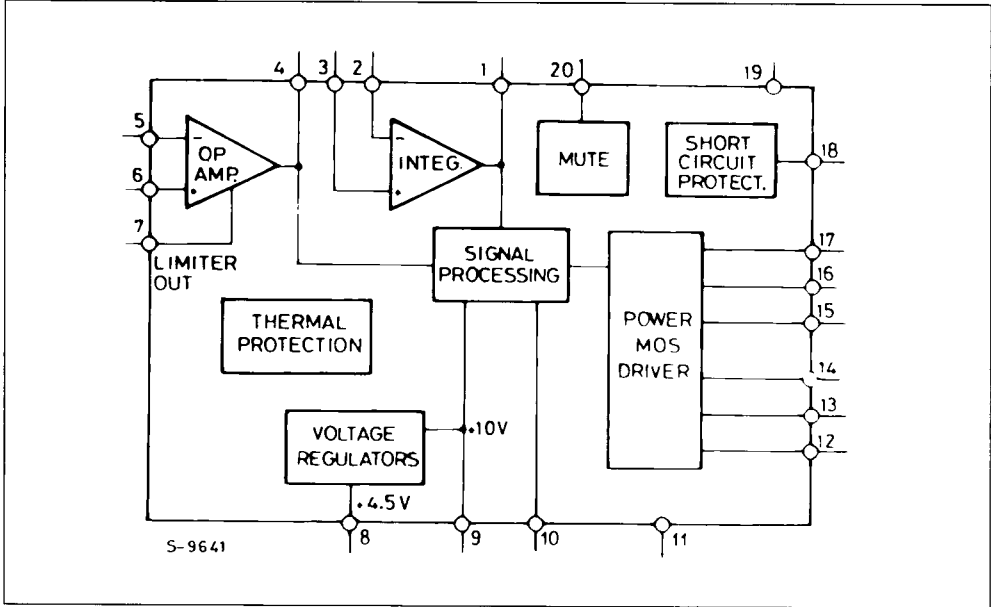 4
3
2
1
20
19
5
6
7
-
+
OP
AMP.
-
+
INTEG.
MUTE
SHORT
CIRCUIT
PROTECT.
18
LIMITER
OUT
SIGNAL
PROCESSING
17
16
15
14
13
12
POWER
MOS
DRIVER
THERMAL
PROTECTION
VOLTAGE
REGULATORS
+10V
+4.5V
8
9
10
11
S-9641